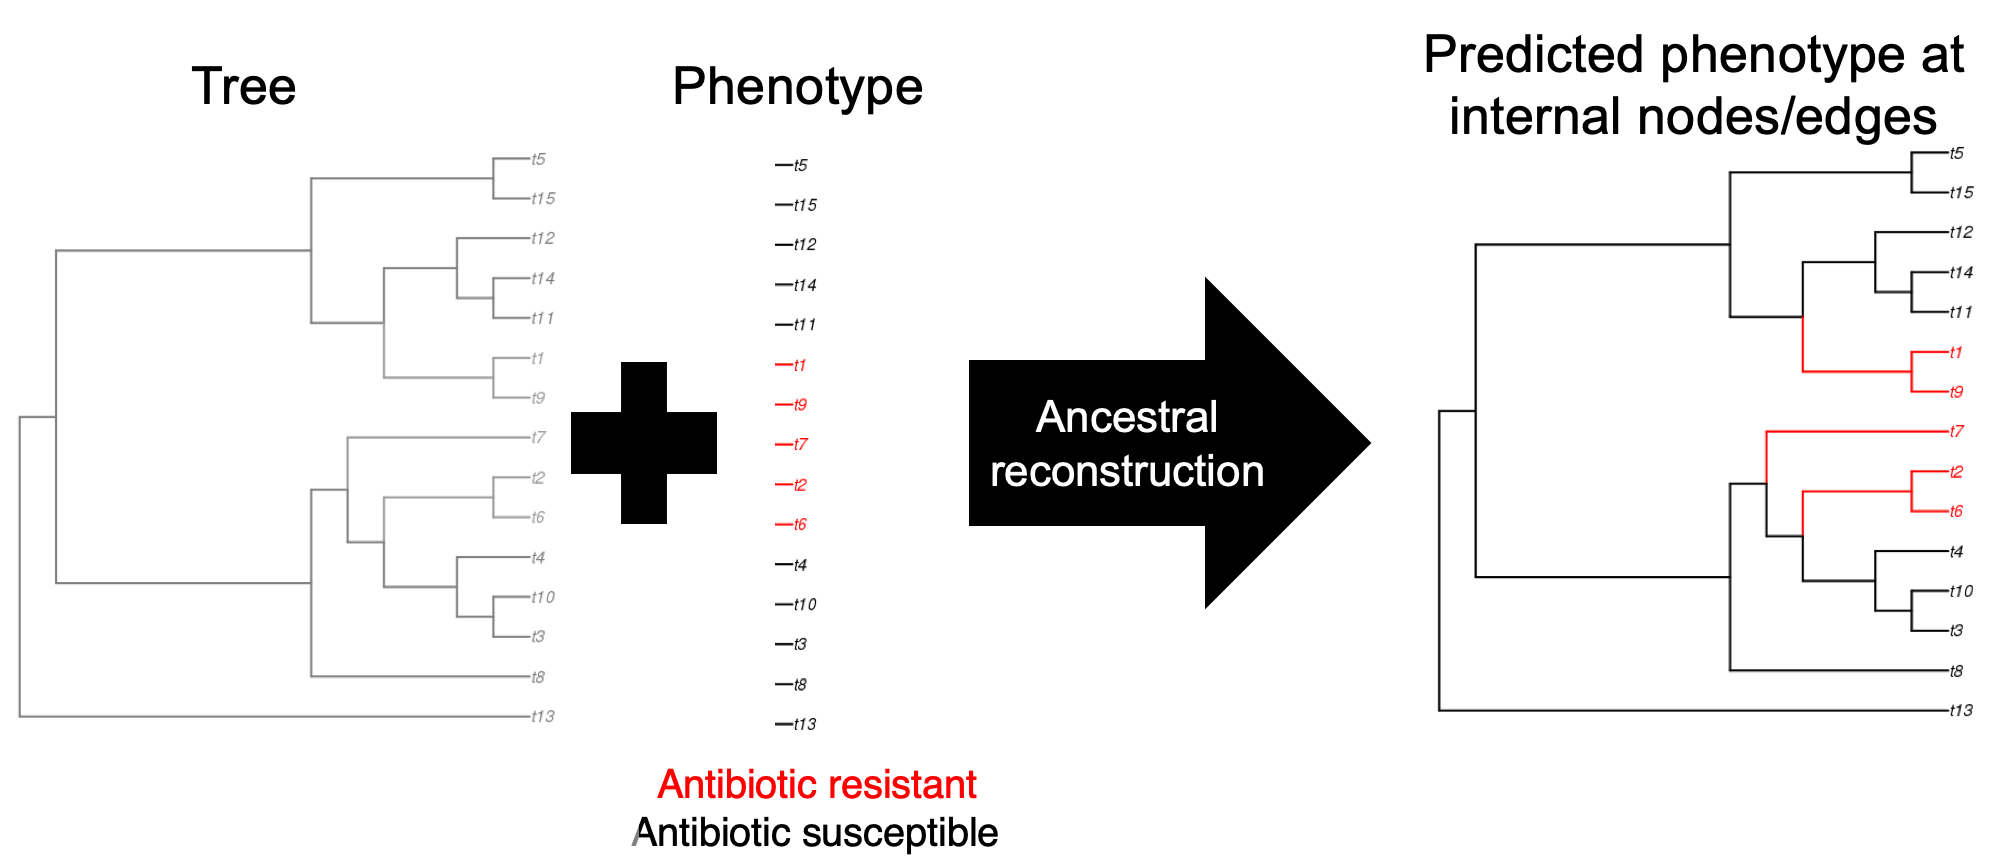 Tree
t5
t15
t12
t14
t11
t1
t9
t7
t2
t6
t4
t10
t3
t8
t13
Phenotype
t5
t15
t12
t14
t11
t1
t9
t7
t2
t6
t4
t10
t3
t8
t13
Antibiotic resistant
Antibiotic susceptible
Ancestral
reconstruction
Predicted phenotype at
internal nodes/edges
t5
t15
t12
t14
t11
t1
t9
t7
t2
t6
t4
t10
t3
t8
t13